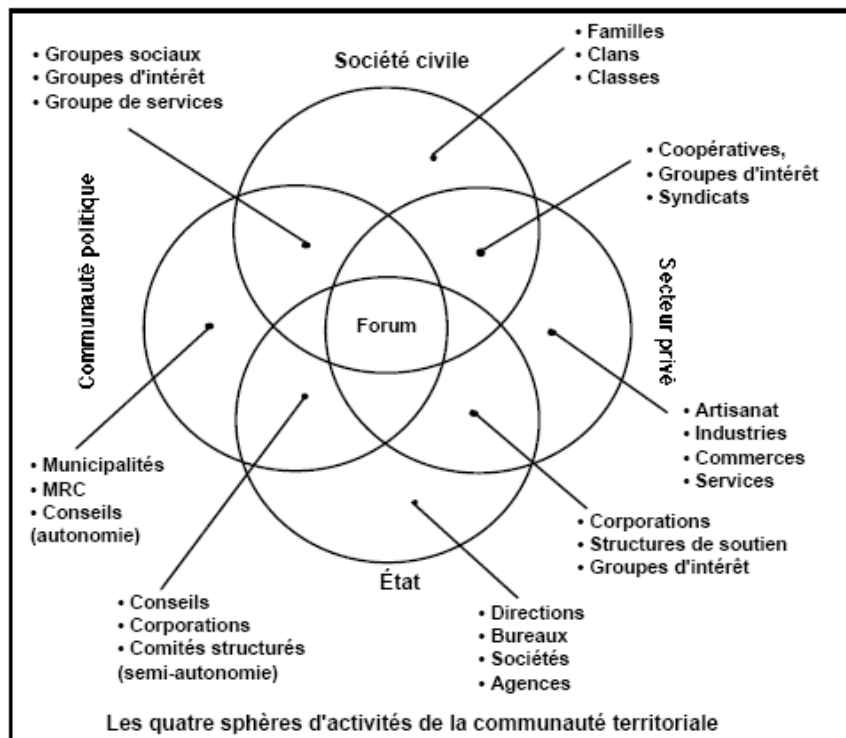 • Groupes sociaux
• Groupes d'intérêt
• Groupe de services
Société civile
• Familles
• Clans
• Classes
• Coopératives,
• Groupes d'intérêt
• Syndicats
Communauté politique
Forum
Secteur privé
• Artisanat
• Industries
• Commerces
• Services
• Municipalités
• MRC
• Conseils
(autonomie)
• Corporations
• Structures de soutien
• Groupes d'intérêt
État
• Conseils
• Corporations
• Comités structurés
(semi-autonomie)
• Directions
• Bureaux
• Sociétés
• Agences
Les quatre sphères d'activités de la communauté territoriale